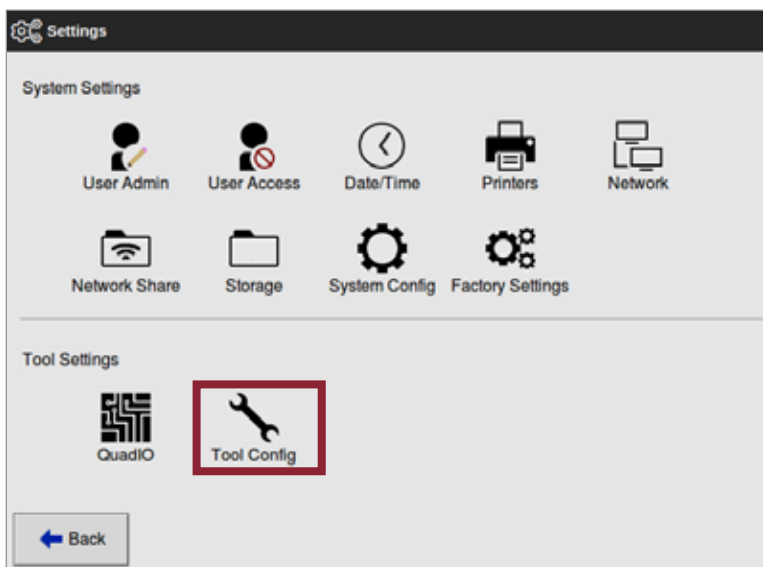 Settings
System Settings
User Admin User Access Date/Time Printers Network
Network Share Storage System Config Factory Settings
Tool Settings
QuadIO Tool Config
Back